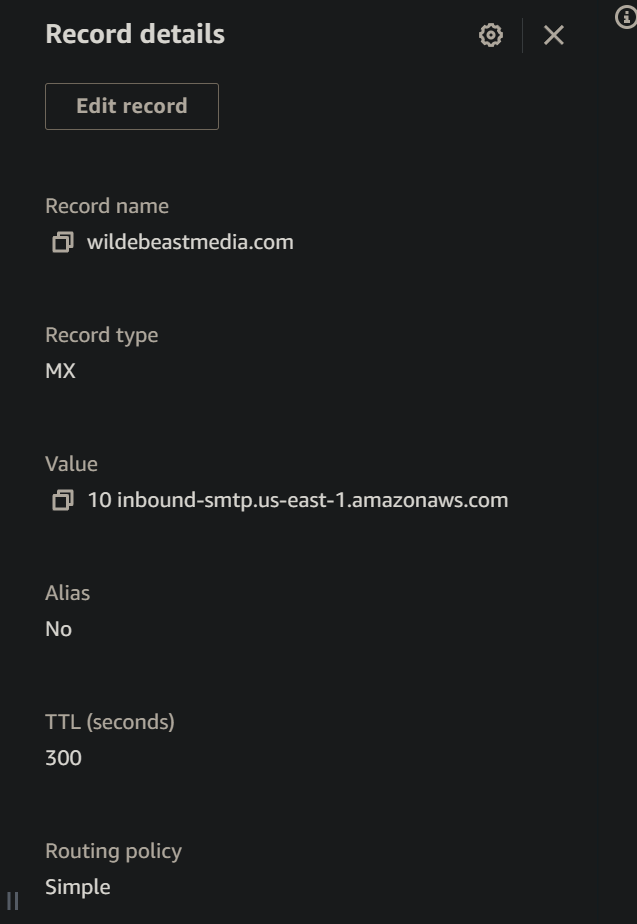 Record details
Edit record
Record name
wildebeastmedia.com
Record type
MX
Value
10 inbound-smtp.us-east-1.amazonaws.com
Alias
No
TTL (seconds)
300
Routing policy
Simple